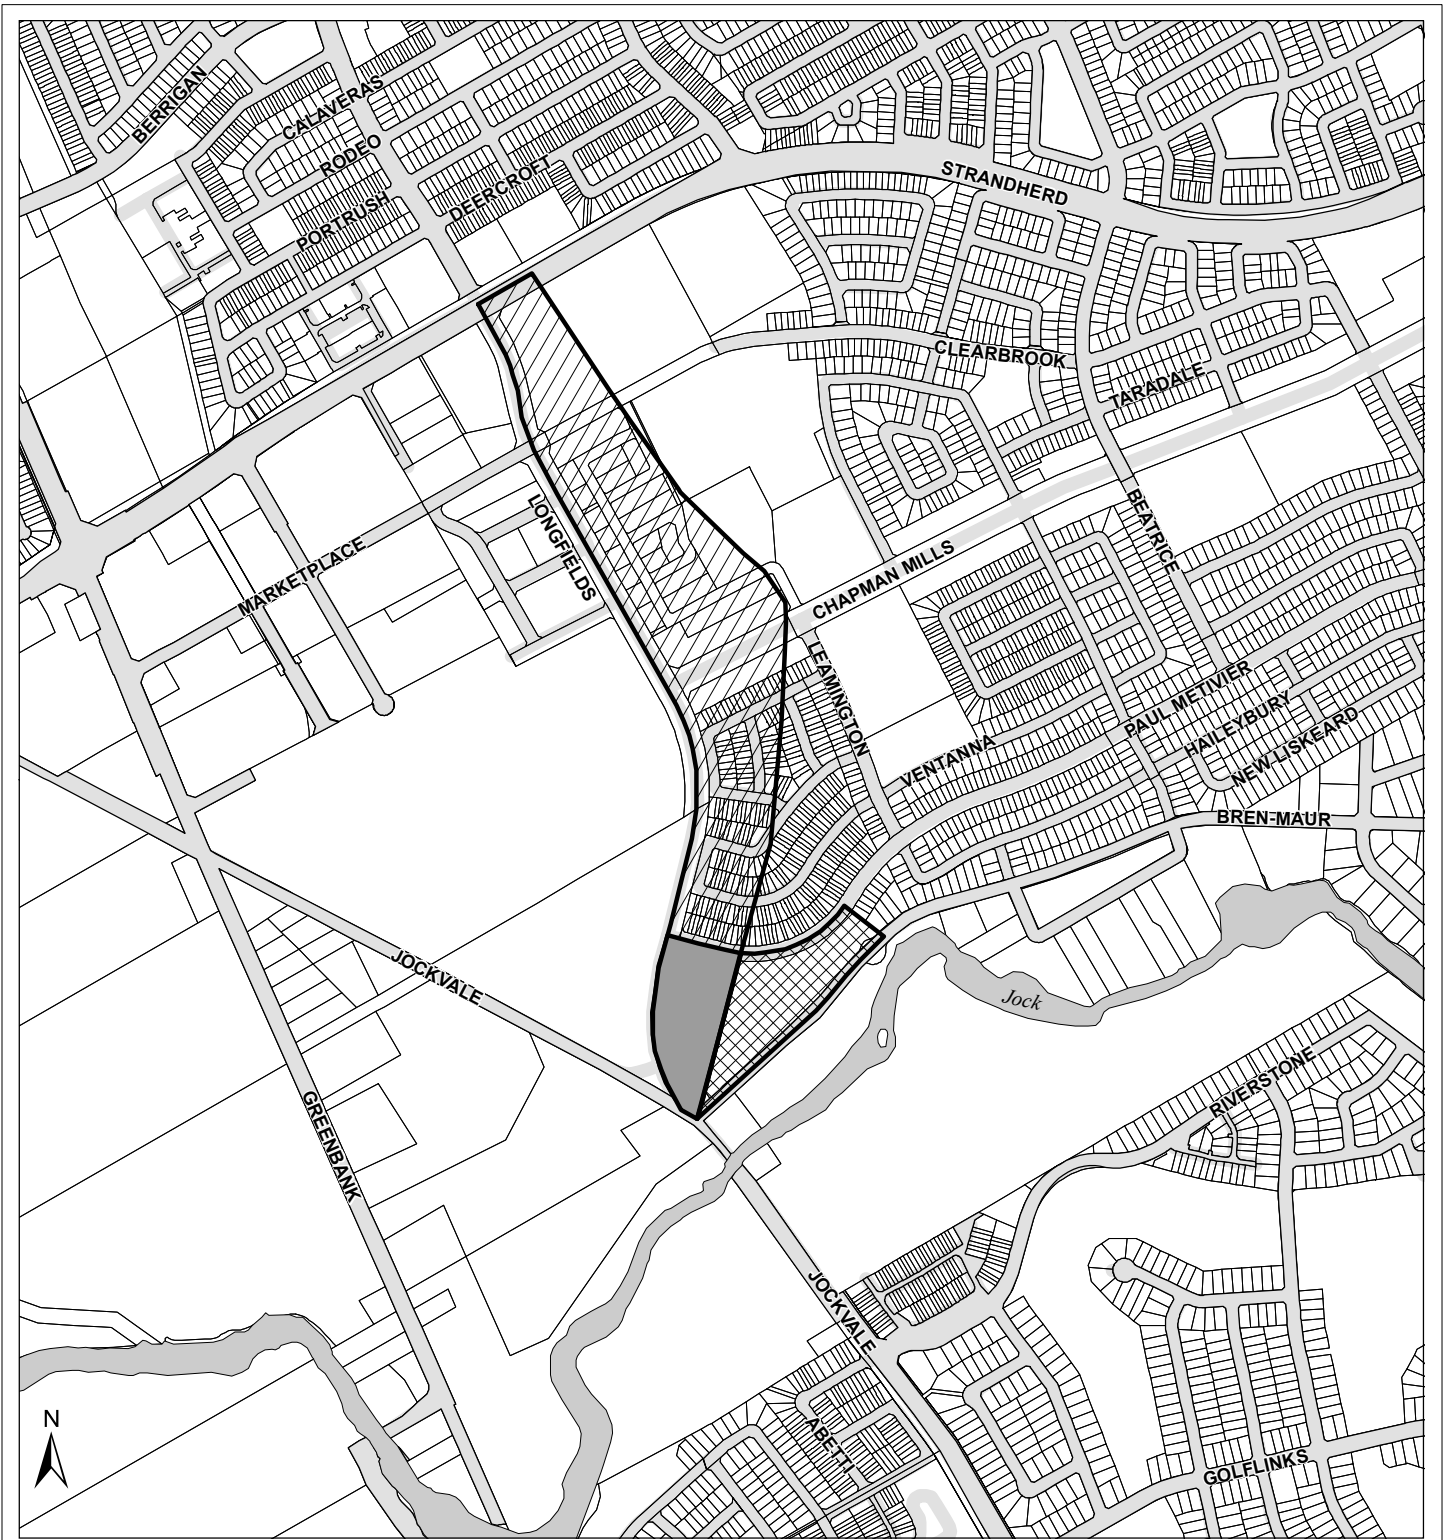 BERRIGAN
CALAVERAS
RODEO
PORTRUSH
DEERCROFT
STRANDHERD
CLEARBROOK
TARADALE
LONGFIELDS
MARKETPLACE
BEATRICE
CHAPMAN MILLS
LEAMINGTON
VENTANNA
PAUL METIVIER
HAILEYBURY
NEW LISKEARD
BREN-MAUR
JOCKVALE
Jock
GREENBANK
RIVERSTONE
JOCKVALE
ABETTI
GOLFLINKS
N